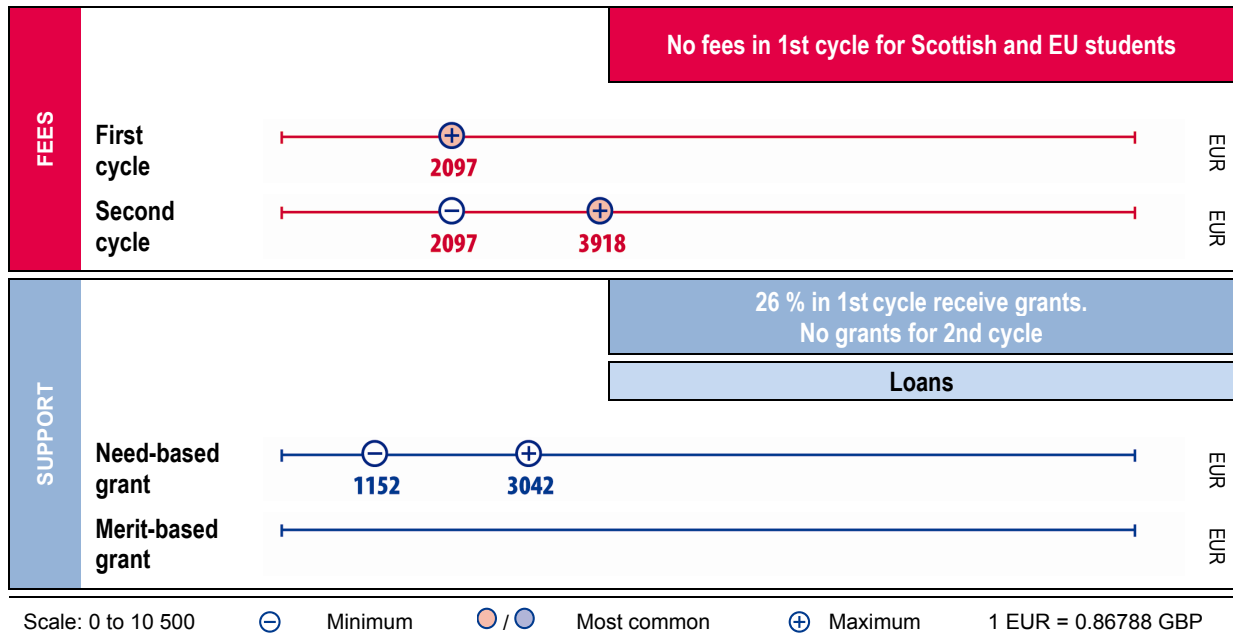 No fees in 1st cycle for Scottish and EU students
FEES
First
cycle
2097
EUR
Second
cycle
2097 3918
EUR
26 % in 1st cycle receive grants.
No grants for 2nd cycle
Loans
SUPPORT
Need-based
grant
1152 3042
EUR
Merit-based
grant
EUR
Scale: 0 to 10 500 Minimum / Most common Maximum 1 EUR = 0.86788 GBP